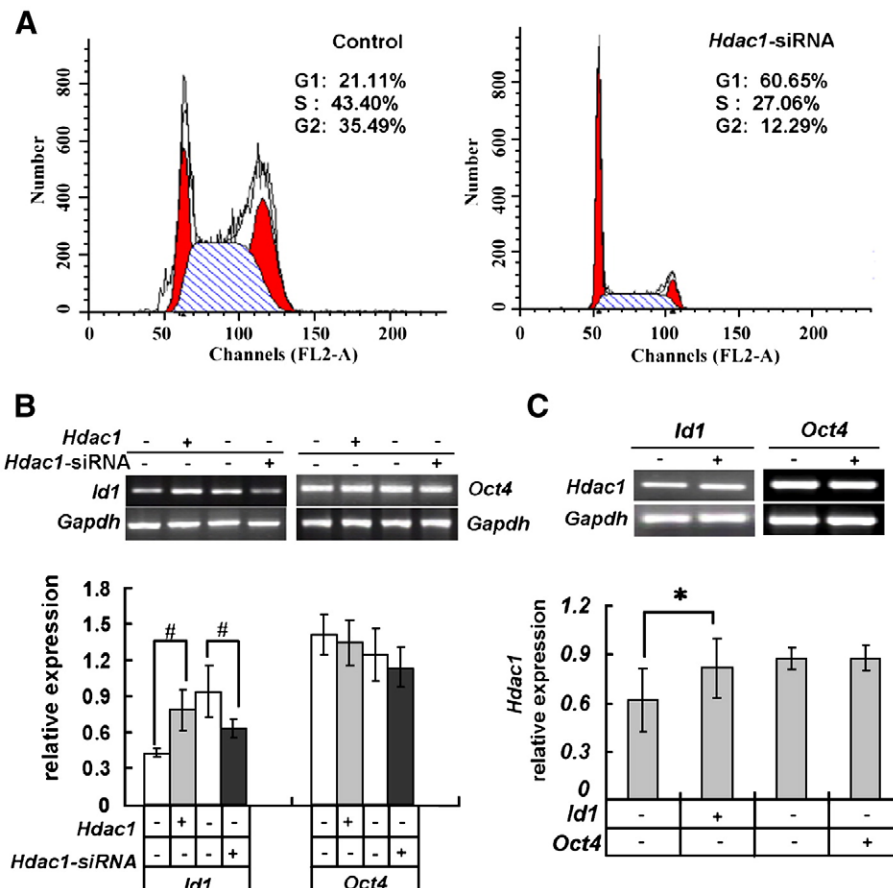 A
Control
G1: 21.11%
S : 43.40%
G2: 35.49%
Number
800
600
400
200
0
0 50 100 150 200
Channels (FL2-A)
Hdac1-siRNA
G1: 60.65%
S : 27.06%
G2: 12.29%
Number
800
600
400
200
0
0 50 100 150 200
Channels (FL2-A)
B
Hdac1 - + - - - + - -
Hdac1-siRNA - - - + - - - +
Id1 Oct4
Gapdh Gapdh
relative expression
1.8
1.5
1.2
0.9
0.6
0.3
0
# #
Hdac1 - + - - - + - -
Hdac1-siRNA - - - + - - - +
Id1 Oct4
C
Id1 Oct4
- + - +
Hdac1
Gapdh
Hdac1
relative expression
1.2
0.9
0.6
0.3
0
*
Id1 - + - -
Oct4 - - - +